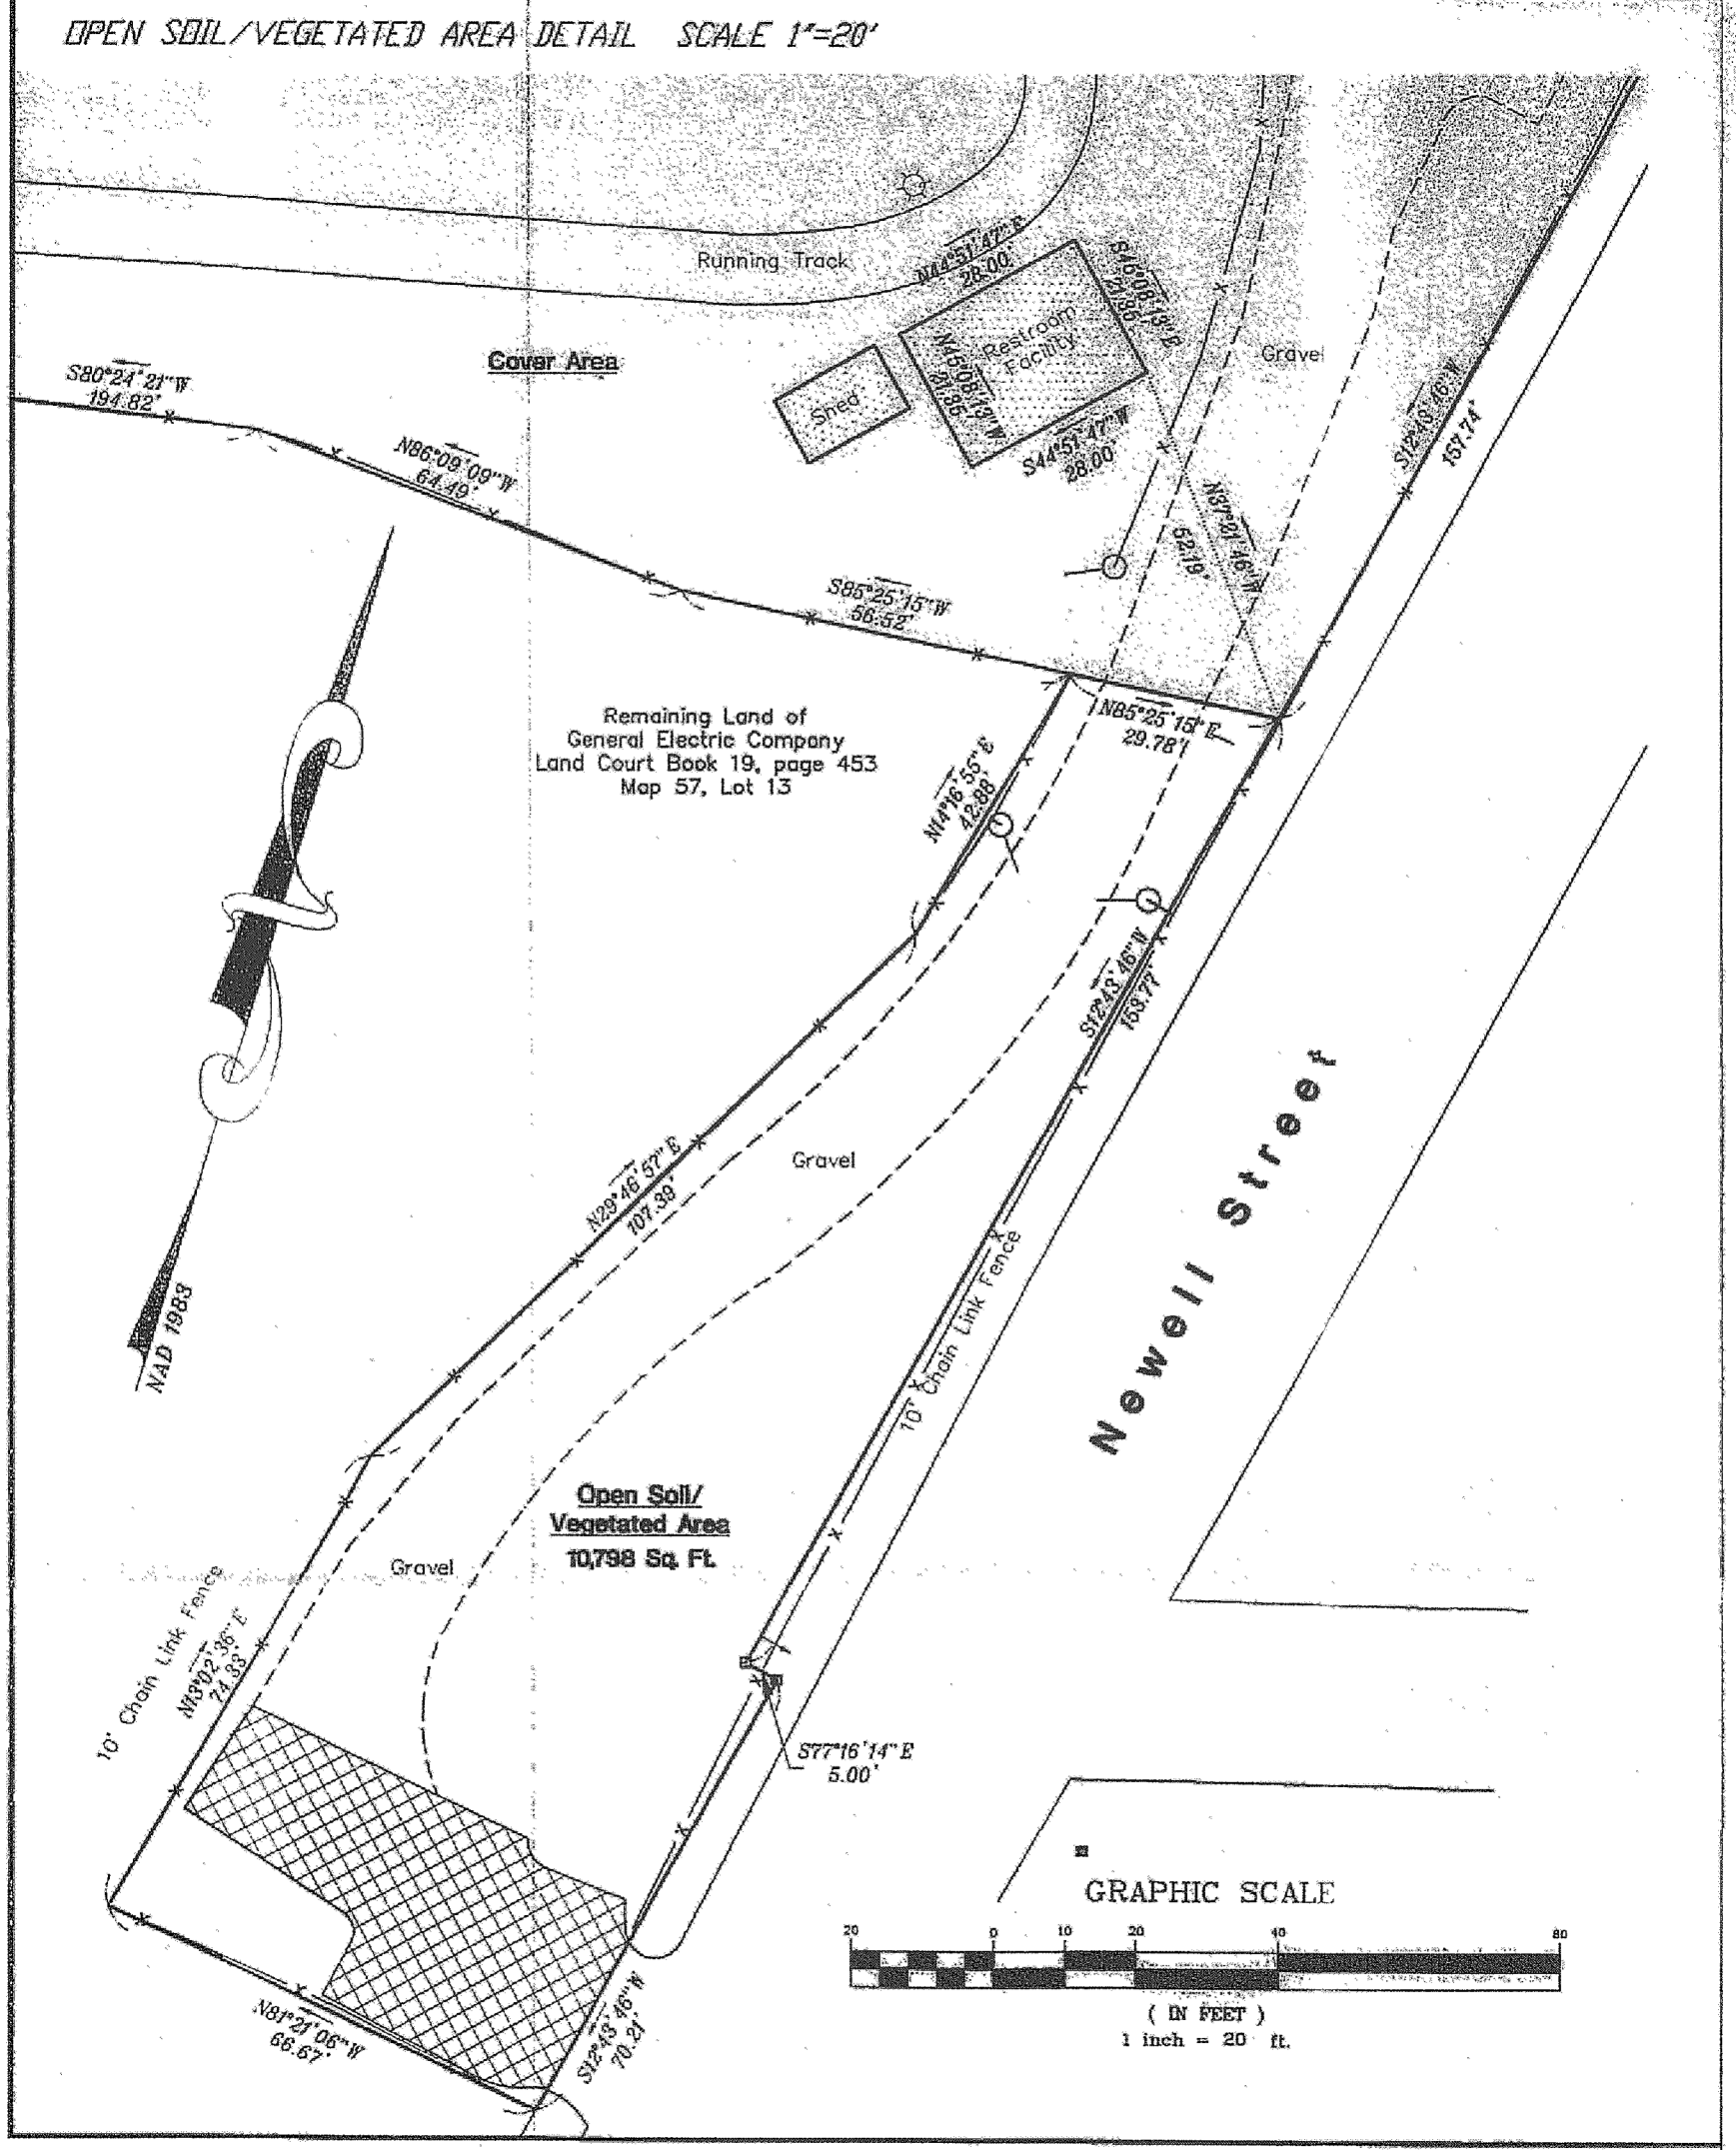 OPEN SOIL/VEGETATED AREA DETAIL SCALE 1"=20'
Running Track
N44°51'47"E
28.00'
S46°08'13"E
21.86'
Restroom
Facility
N46°08'13"W
21.86'
S44°51'47"W
28.00'
Shed
Cover Area
Gravel
S80°24'21"W
194.82'
N86°09'09"W
64.49'
S12°43'46"W
157.74'
N37°21'46"W
52.19'
S85°25'15"W
56.52'
N85°25'15"E
29.78'
Remaining Land of
General Electric Company
Land Court Book 19, page 453
Map 57, Lot 13
N14°16'55"E
42.88'
S12°43'46"W
153.77'
NAD 1983
N29°46'57"E
107.39'
Gravel
10' Chain Link Fence
Newell Street
Open Soil/
Vegetated Area
10,798 Sq. Ft.
Gravel
10' Chain Link Fence
N13°02'36"E
74.33'
S77°16'14"E
5.00'
N81°21'06"W
66.67'
S12°43'46"W
70.21'
GRAPHIC SCALE
20 0 10 20 40 80
( IN FEET )
1 inch = 20 ft.